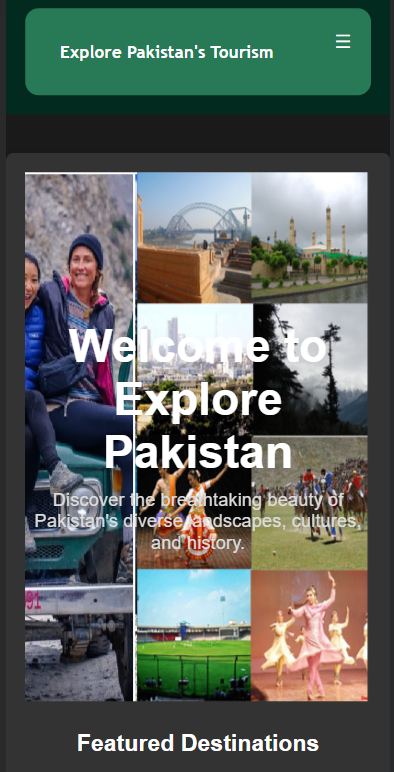 Explore Pakistan's Tourism
☰
Welcome to
Explore
Pakistan
Discover the breathtaking beauty of
Pakistan's diverse landscapes, cultures,
and history.
91
Featured Destinations